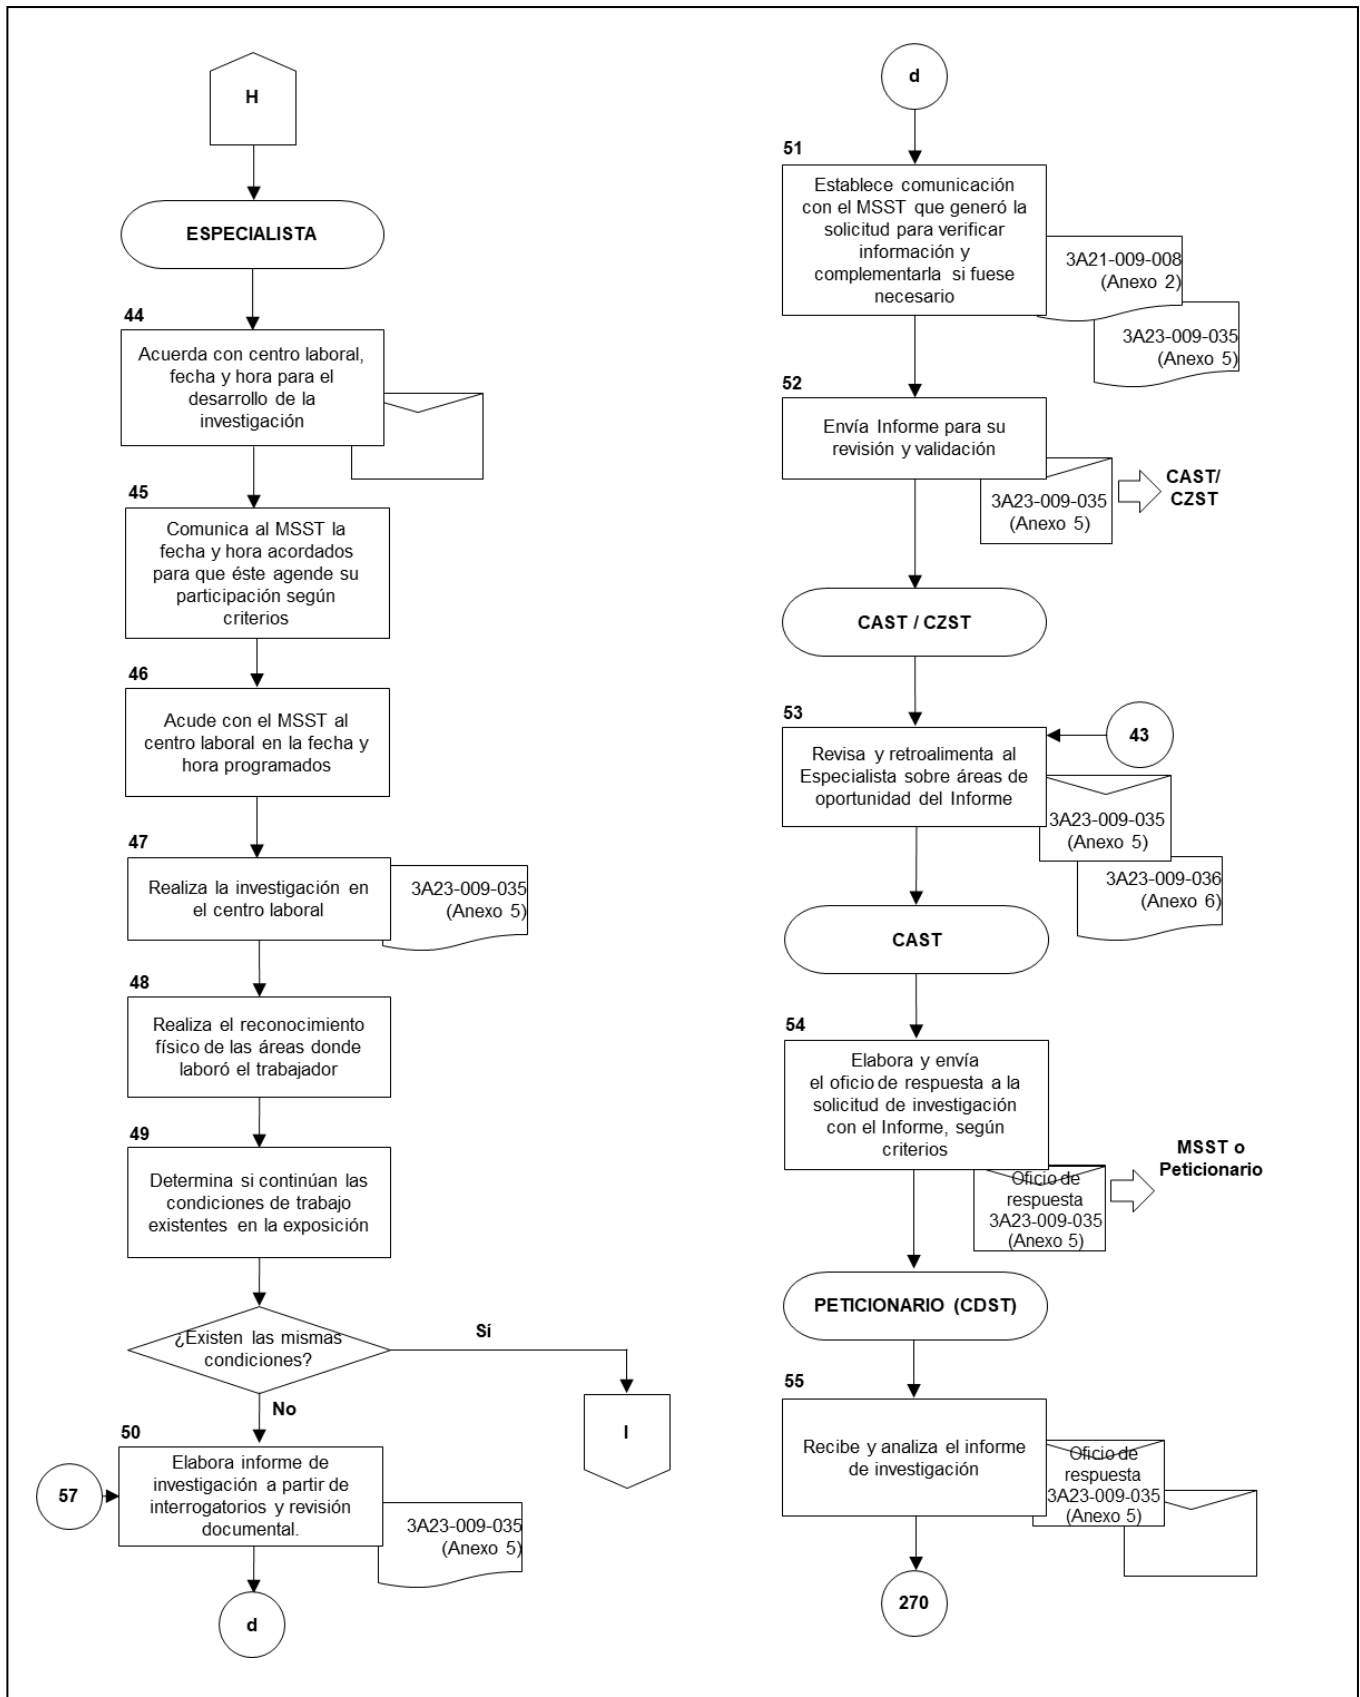 H
ESPECIALISTA
44
Acuerda con centro laboral,
fecha y hora para el
desarrollo de la
investigación
45
Comunica al MSST la
fecha y hora acordados
para que éste agende su
participación según
criterios
46
Acude con el MSST al
centro laboral en la fecha y
hora programados
47
Realiza la investigación en
el centro laboral
3A23-009-035
(Anexo 5)
48
Realiza el reconocimiento
físico de las áreas donde
laboró el trabajador
49
Determina si continúan las
condiciones de trabajo
existentes en la exposición
¿Existen las mismas
condiciones?
Sí
I
No
50
57
Elabora informe de
investigación a partir de
interrogatorios y revisión
documental.
3A23-009-035
(Anexo 5)
d
d
51
Establece comunicación
con el MSST que generó la
solicitud para verificar
información y
complementarla si fuese
necesario
3A21-009-008
(Anexo 2)
3A23-009-035
(Anexo 5)
52
Envía Informe para su
revisión y validación
3A23-009-035
(Anexo 5)
CAST/
CZST
CAST / CZST
53
43
Revisa y retroalimenta al
Especialista sobre áreas de
oportunidad del Informe
3A23-009-035
(Anexo 5)
3A23-009-036
(Anexo 6)
CAST
54
Elabora y envía
el oficio de respuesta a la
solicitud de investigación
con el Informe, según
criterios
Oficio de
respuesta
3A23-009-035
(Anexo 5)
MSST o
Peticionario
PETICIONARIO (CDST)
55
Recibe y analiza el informe
de investigación
Oficio de
respuesta
3A23-009-035
(Anexo 5)
270